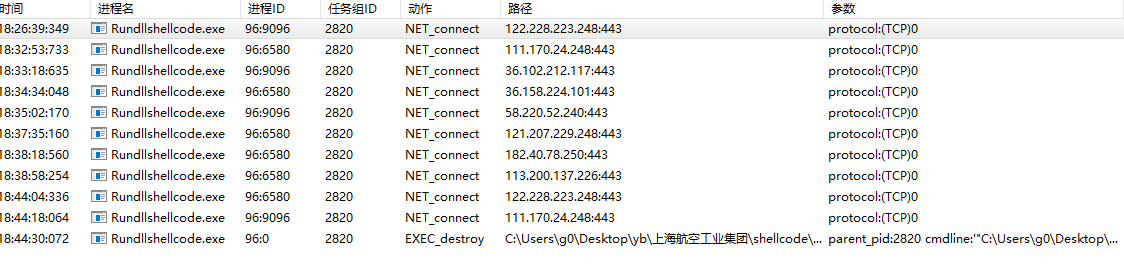 时间 进程名 进程ID 任务组ID 动作 路径 参数
18:26:39:349 Rundllshellcode.exe 96:9096 2820 NET_connect 122.228.223.248:443 protocol:(TCP)0
18:32:53:733 Rundllshellcode.exe 96:6580 2820 NET_connect 111.170.24.248:443 protocol:(TCP)0
18:33:18:635 Rundllshellcode.exe 96:9096 2820 NET_connect 36.102.212.117:443 protocol:(TCP)0
18:34:34:048 Rundllshellcode.exe 96:6580 2820 NET_connect 36.158.224.101:443 protocol:(TCP)0
18:35:02:170 Rundllshellcode.exe 96:9096 2820 NET_connect 58.220.52.240:443 protocol:(TCP)0
18:37:35:160 Rundllshellcode.exe 96:6580 2820 NET_connect 121.207.229.248:443 protocol:(TCP)0
18:38:18:560 Rundllshellcode.exe 96:6580 2820 NET_connect 182.40.78.250:443 protocol:(TCP)0
18:38:58:254 Rundllshellcode.exe 96:6580 2820 NET_connect 113.200.137.226:443 protocol:(TCP)0
18:44:04:336 Rundllshellcode.exe 96:6580 2820 NET_connect 122.228.223.248:443 protocol:(TCP)0
18:44:18:064 Rundllshellcode.exe 96:9096 2820 NET_connect 111.170.24.248:443 protocol:(TCP)0
18:44:30:072 Rundllshellcode.exe 96:0 2820 EXEC_destroy C:\Users\g0\Desktop\yb\上海航空工业集团\shellcode\... parent_pid:2820 cmdline:'"C:\Users\g0\Desktop\...